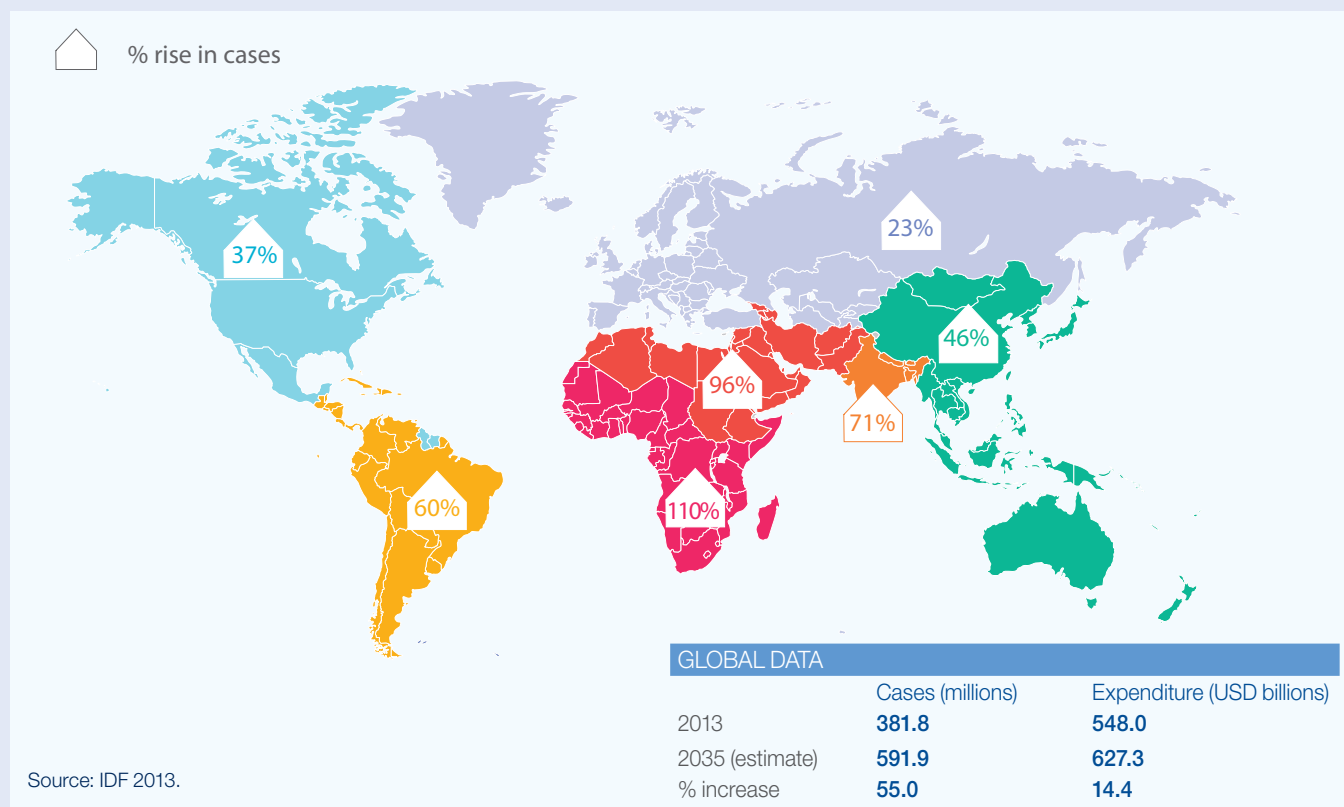 % rise in cases
37%
23%
46%
96%
71%
60%
110%
GLOBAL DATA
Cases (millions) Expenditure (USD billions)
2013 381.8 548.0
2035 (estimate) 591.9 627.3
% increase 55.0 14.4
Source: IDF 2013.